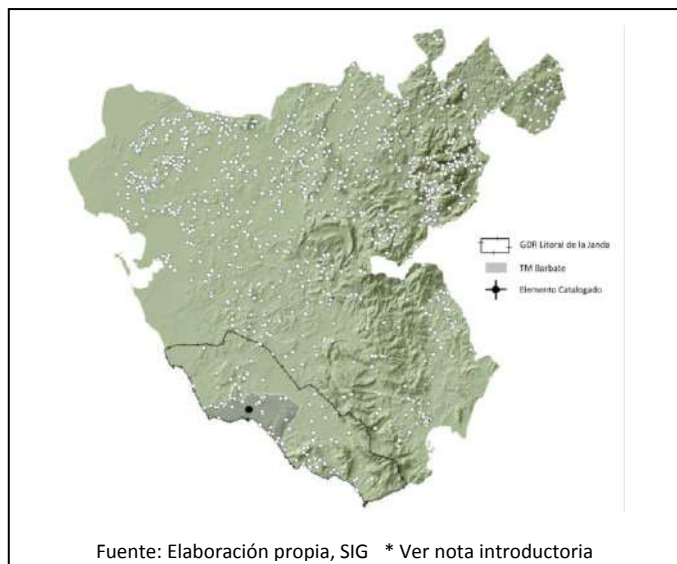 GDR Litoral de la Janda
TM Barbate
Elemento Catalogado
Fuente: Elaboración propia, SIG * Ver nota introductoria